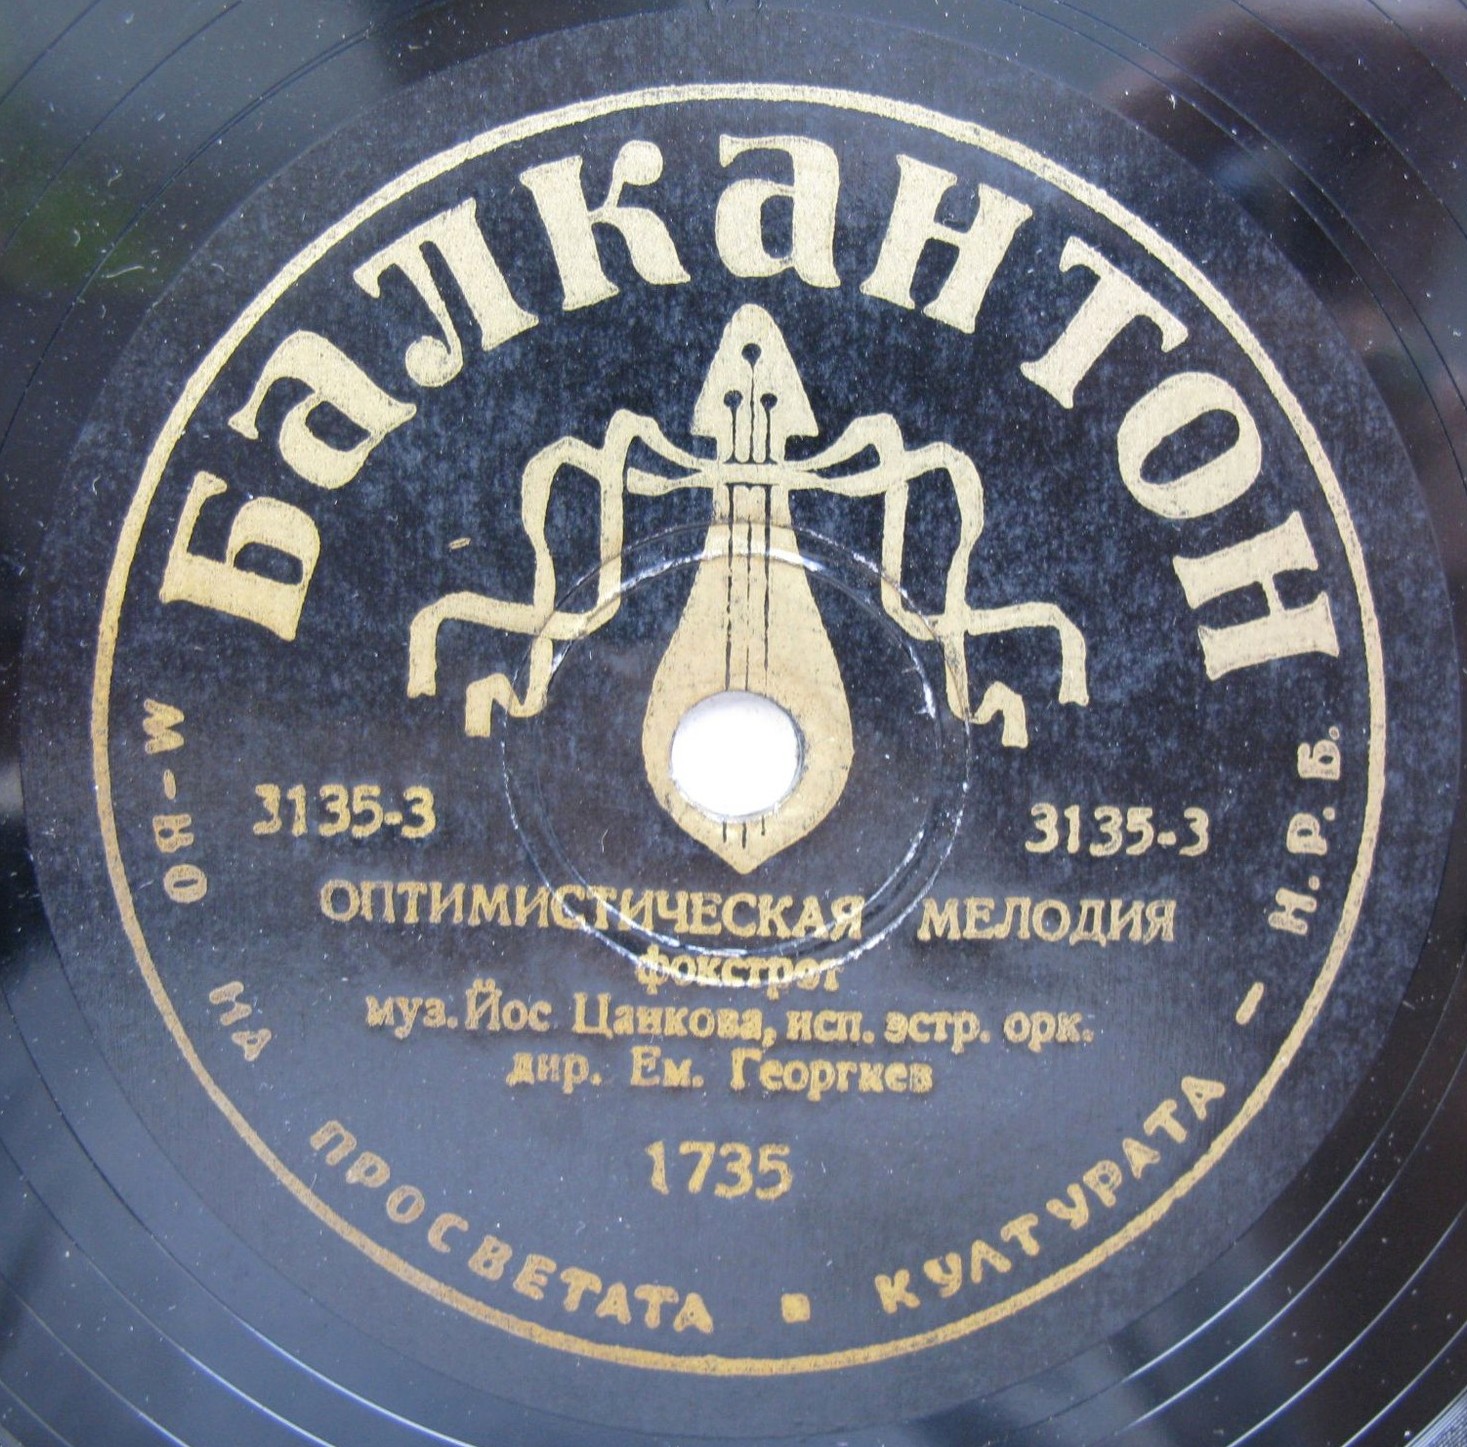 Балкантон
3135-3 3135-3
ОПТИМИСТИЧЕСКАЯ МЕЛОДИЯ
фокстрот
муз. Йос Цанкова, исп. эстр. орк.
дир. Ем. Георгиев
1735
М-ВО НА ПРОСВЕТАТА ▪ КУЛТУРАТА – Н.Р.Б.